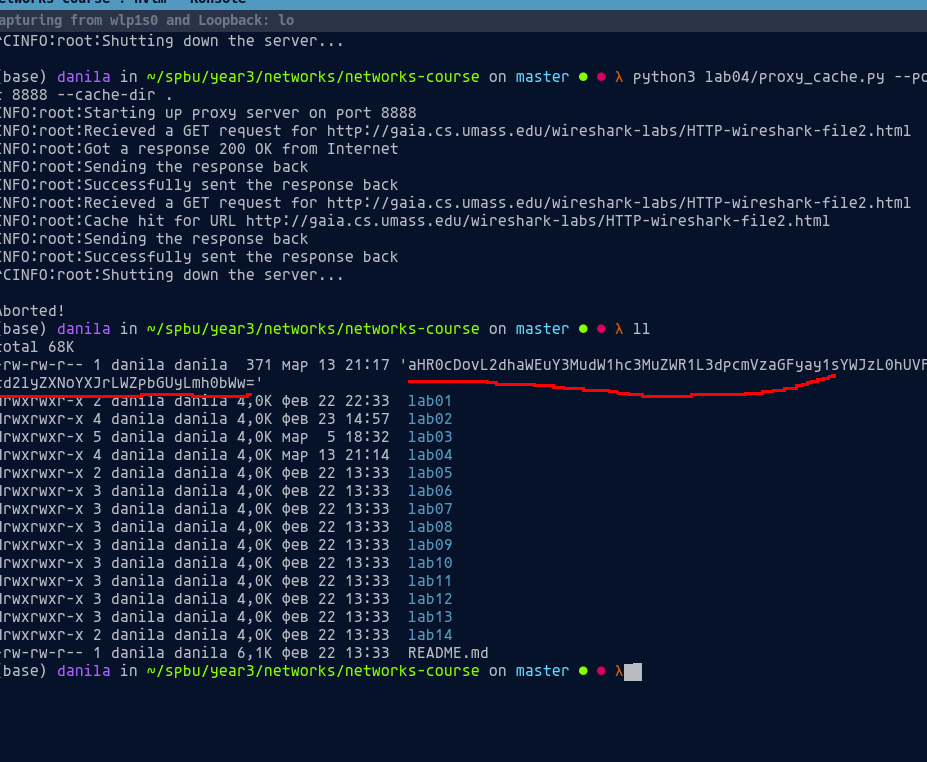 apturing from wlp1s0 and Loopback: lo
^CINFO:root:Shutting down the server...
(base) danila in ~/spbu/year3/networks/networks-course on master ● ● λ python3 lab04/proxy_cache.py --po
t 8888 --cache-dir .
INFO:root:Starting up proxy server on port 8888
INFO:root:Recieved a GET request for http://gaia.cs.umass.edu/wireshark-labs/HTTP-wireshark-file2.html
INFO:root:Got a response 200 OK from Internet
INFO:root:Sending the response back
INFO:root:Successfully sent the response back
INFO:root:Recieved a GET request for http://gaia.cs.umass.edu/wireshark-labs/HTTP-wireshark-file2.html
INFO:root:Cache hit for URL http://gaia.cs.umass.edu/wireshark-labs/HTTP-wireshark-file2.html
INFO:root:Sending the response back
INFO:root:Successfully sent the response back
^CINFO:root:Shutting down the server...
Aborted!
(base) danila in ~/spbu/year3/networks/networks-course on master ● ● λ ll
total 68K
-rw-rw-r-- 1 danila danila  371 мар 13 21:17 'aHR0cDovL2dhaWEuY3MudW1hc3MuZWR1L3dpcmVzaGFyay1sYWJzL0hUVF
td2lyZXNoYXJrLWZpbGUyLmh0bWw='
drwxrwxr-x 2 danila danila 4,0K фев 22 22:33  lab01
drwxrwxr-x 4 danila danila 4,0K фев 23 14:57  lab02
drwxrwxr-x 5 danila danila 4,0K мар  5 18:32  lab03
drwxrwxr-x 4 danila danila 4,0K мар 13 21:14  lab04
drwxrwxr-x 2 danila danila 4,0K фев 22 13:33  lab05
drwxrwxr-x 3 danila danila 4,0K фев 22 13:33  lab06
drwxrwxr-x 3 danila danila 4,0K фев 22 13:33  lab07
drwxrwxr-x 3 danila danila 4,0K фев 22 13:33  lab08
drwxrwxr-x 3 danila danila 4,0K фев 22 13:33  lab09
drwxrwxr-x 3 danila danila 4,0K фев 22 13:33  lab10
drwxrwxr-x 3 danila danila 4,0K фев 22 13:33  lab11
drwxrwxr-x 3 danila danila 4,0K фев 22 13:33  lab12
drwxrwxr-x 3 danila danila 4,0K фев 22 13:33  lab13
drwxrwxr-x 2 danila danila 4,0K фев 22 13:33  lab14
-rw-rw-r-- 1 danila danila 6,1K фев 22 13:33  README.md
(base) danila in ~/spbu/year3/networks/networks-course on master ● ● λ